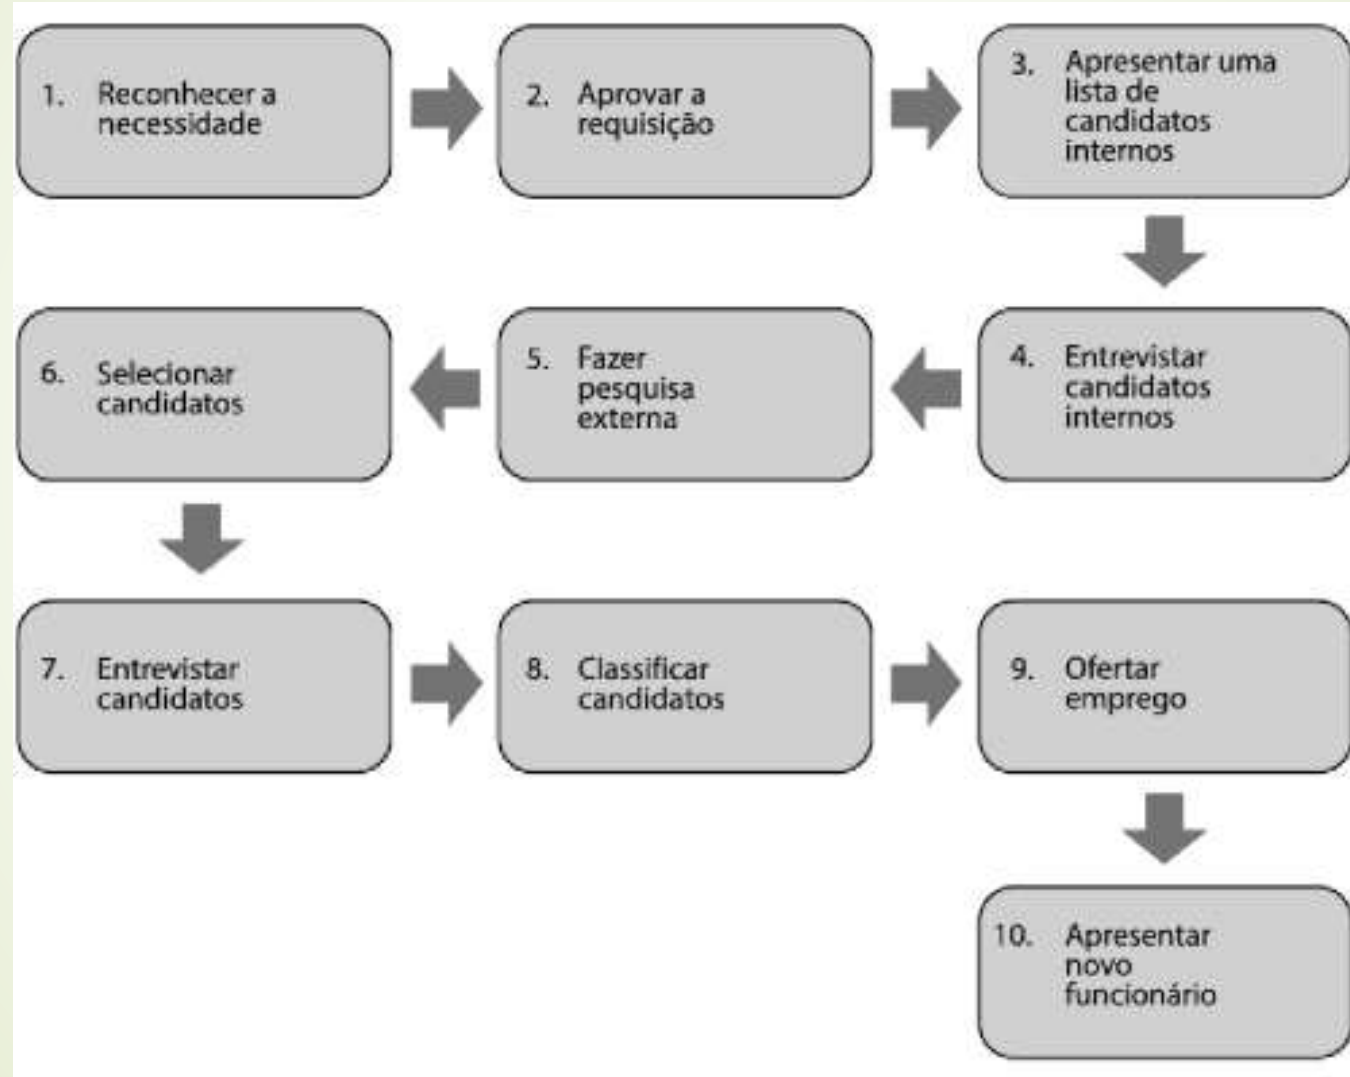 1. Reconhecer a
necessidade
2. Aprovar a
requisição
3. Apresentar uma
lista de
candidatos
internos
4. Entrevistar
candidatos
internos
5. Fazer
pesquisa
externa
6. Selecionar
candidatos
7. Entrevistar
candidatos
8. Classificar
candidatos
9. Ofertar
emprego
10. Apresentar
novo
funcionário